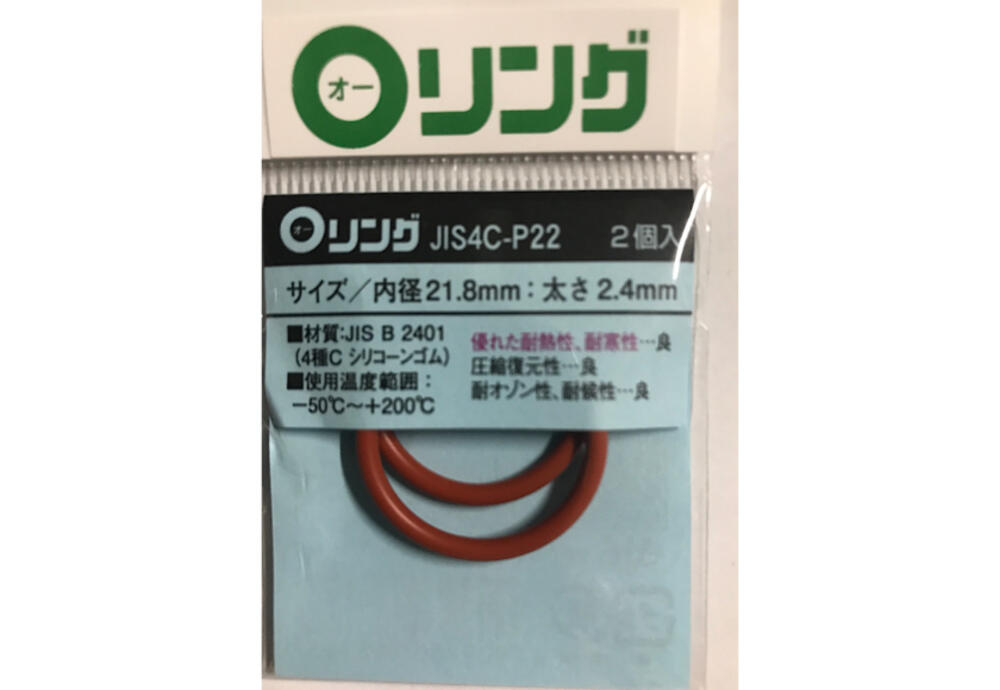 オーリング
オーリング JIS4C-P22 2個入
サイズ／内径21.8mm：太さ2.4mm
■材質:JIS B 2401
(4種C シリコーンゴム)
■使用温度範囲：
−50℃〜＋200℃
優れた耐熱性、耐寒性…良
圧縮復元性…良
耐オゾン性、耐候性…良